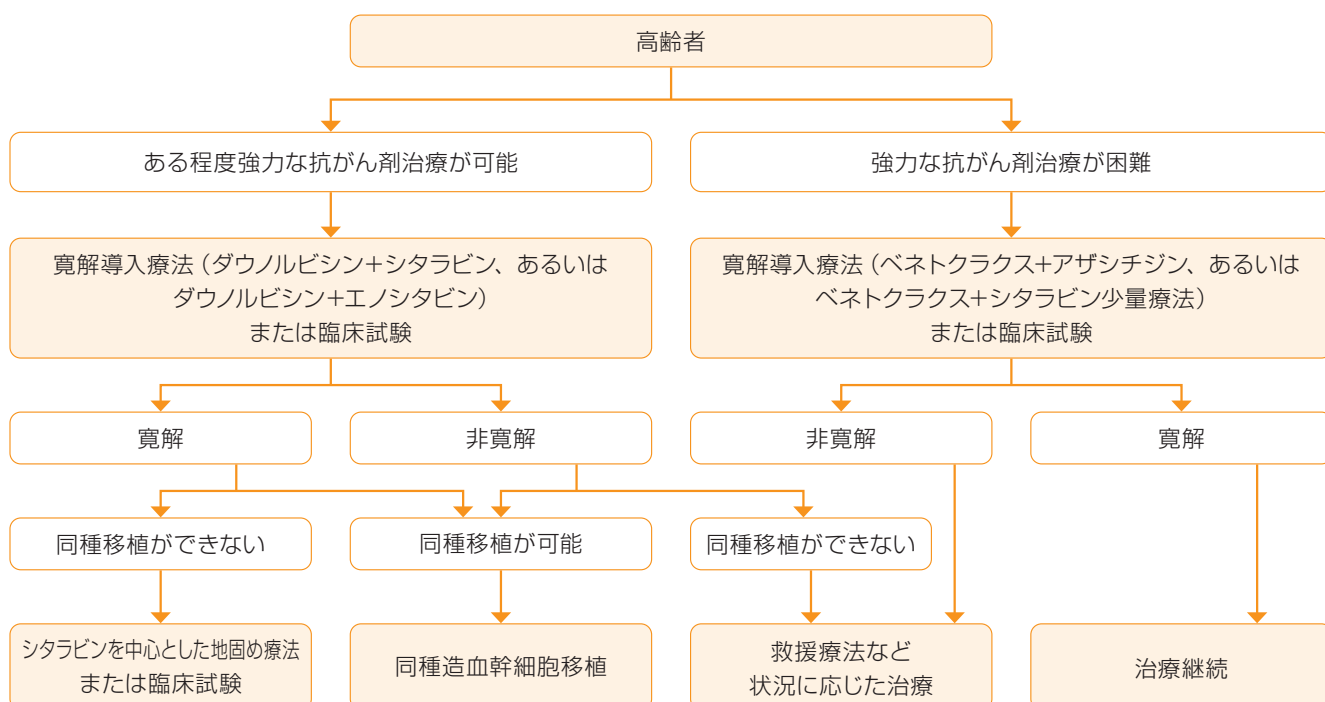 高齢者
ある程度強力な抗がん剤治療が可能
強力な抗がん剤治療が困難
寛解導入療法（ダウノルビシン＋シタラビン、あるいは
ダウノルビシン＋エノシタビン）
または臨床試験
寛解導入療法（ベネトクラクス＋アザシチジン、あるいは
ベネトクラクス＋シタラビン少量療法）
または臨床試験
寛解
非寛解
非寛解
寛解
同種移植ができない
同種移植が可能
同種移植ができない
シタラビンを中心とした地固め療法
または臨床試験
同種造血幹細胞移植
救援療法など
状況に応じた治療
治療継続